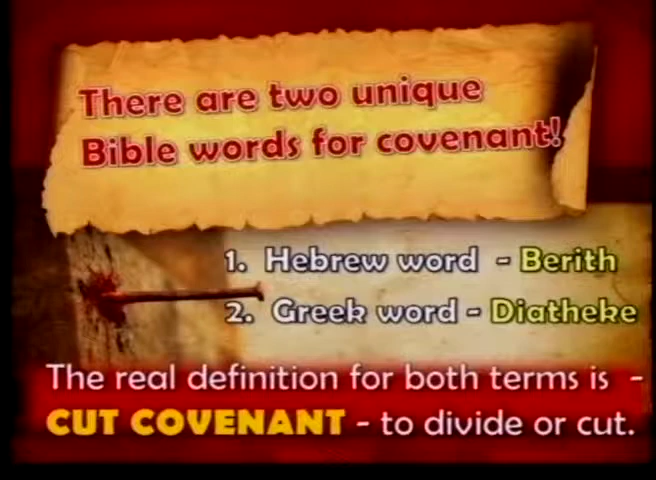 There are two unique
Bible words for covenant!
1. Hebrew word - Berith
2. Greek word - Diatheke
The real definition for both terms is -
CUT COVENANT - to divide or cut.